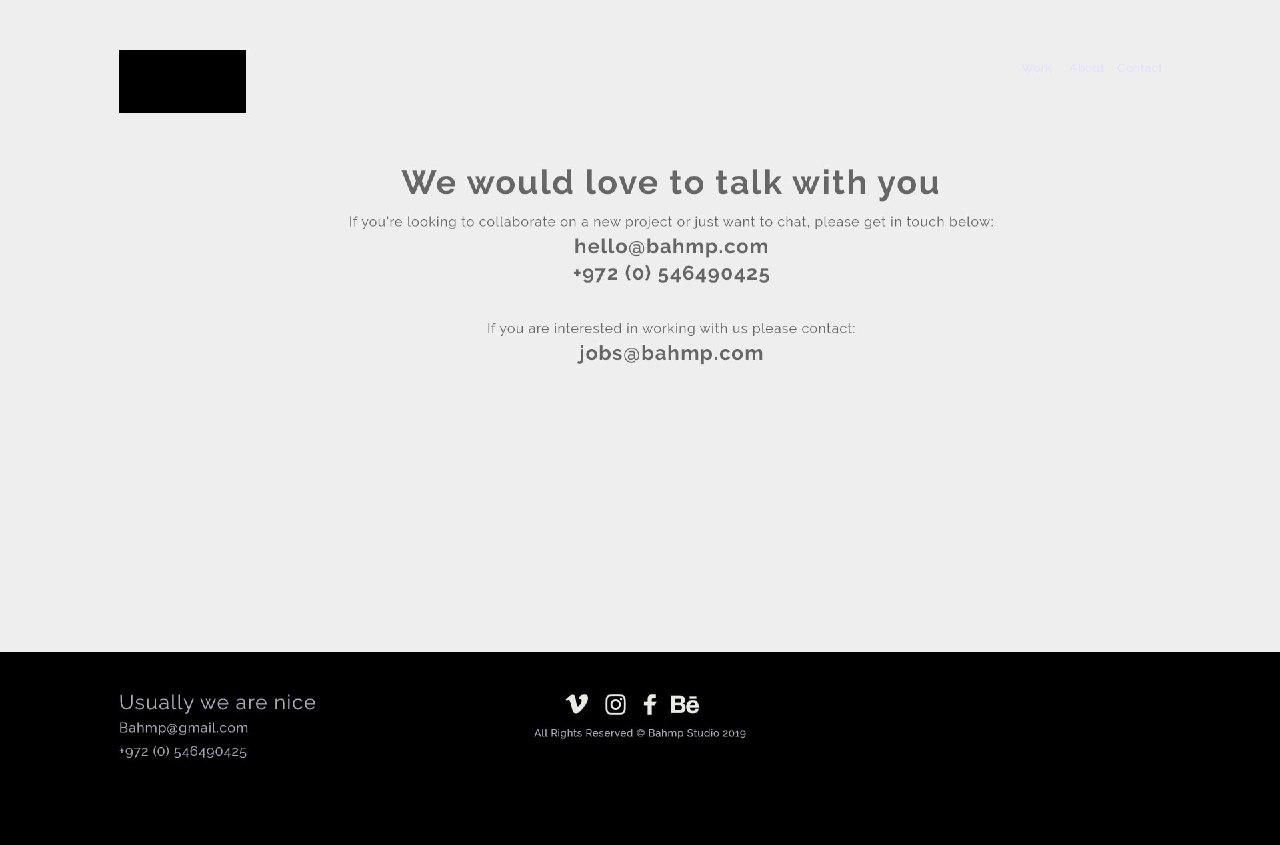 Work About Contact
We would love to talk with you
If you're looking to collaborate on a new project or just want to chat, please get in touch below:
hello@bahmp.com
+972 (0) 546490425
If you are interested in working with us please contact:
jobs@bahmp.com
Usually we are nice
Bahmp@gmail.com
+972 (0) 546490425
Bē
All Rights Reserved © Bahmp Studio 2019